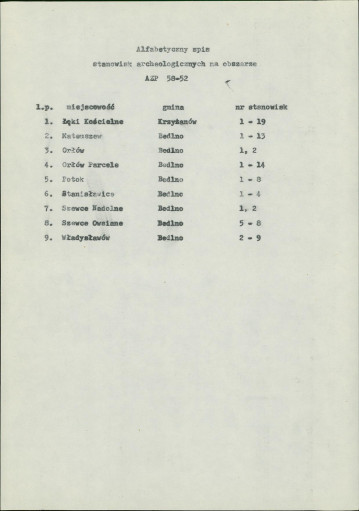 Alfabetyczny spis
stanowisk archeologicznych na obszarze
AZP 58-52
l.p. miejscowość gmina nr stanowisk
1. Łęki Kościelne Krzyżanów 1 - 19
2. Mateuszew Bedlno 1 - 13
3. Orłów Bedlno 1, 2
4. Orłów Parcele Bedlno 1 - 14
5. Potok Bedlno 1 - 8
6. Stanisławice Bedlno 1 - 4
7. Szewce Nadolne Bedlno 1, 2
8. Szewce Owsiane Bedlno 5 - 8
9. Władysławów Bedlno 2 - 9